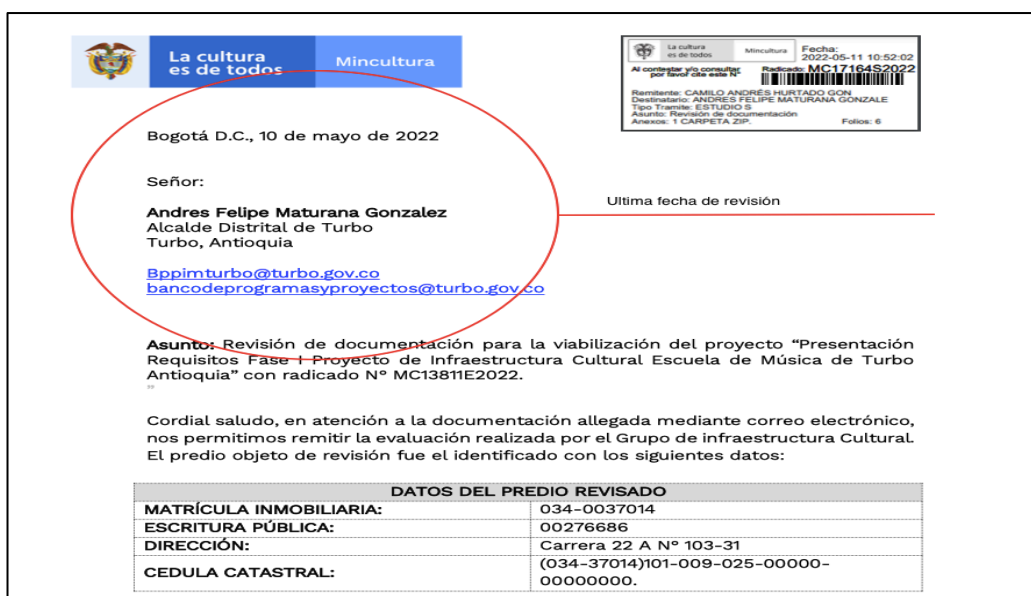 La cultura
es de todos
Mincultura
La cultura
es de todos
Mincultura
Fecha:
2022-05-11 10:52:02
Al contestar y/o consultar
por favor cite este N°
Radicado: MC17164S2022
Remitente: CAMILO ANDRÉS HURTADO GON
Destinatario: ANDRES FELIPE MATURANA GONZALE
Tipo Tramite: ESTUDIO S
Asunto: Revisión de documentación
Anexos: 1 CARPETA ZIP.
Folios: 6
Bogotá D.C., 10 de mayo de 2022
Señor:
Ultima fecha de revisión
Andres Felipe Maturana Gonzalez
Alcalde Distrital de Turbo
Turbo, Antioquia
Bppimturbo@turbo.gov.co
bancodeprogramasyproyectos@turbo.gov.co
Asunto: Revisión de documentación para la viabilización del proyecto “Presentación
Requisitos Fase I Proyecto de Infraestructura Cultural Escuela de Música de Turbo
Antioquia” con radicado N° MC13811E2022.
”
Cordial saludo, en atención a la documentación allegada mediante correo electrónico,
nos permitimos remitir la evaluación realizada por el Grupo de infraestructura Cultural.
El predio objeto de revisión fue el identificado con los siguientes datos:
DATOS DEL PREDIO REVISADO
MATRÍCULA INMOBILIARIA: 034-0037014
ESCRITURA PÚBLICA: 00276686
DIRECCIÓN: Carrera 22 A N° 103-31
CEDULA CATASTRAL: (034-37014)101-009-025-00000-
00000000.